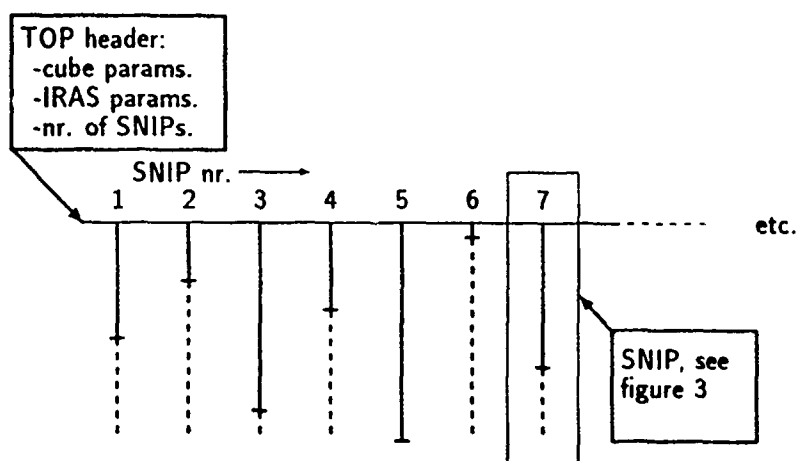 TOP header:
-cube params.
-IRAS params.
-nr. of SNIPs.
SNIP nr.
1 2 3 4 5 6 7
etc.
SNIP, see
figure 3